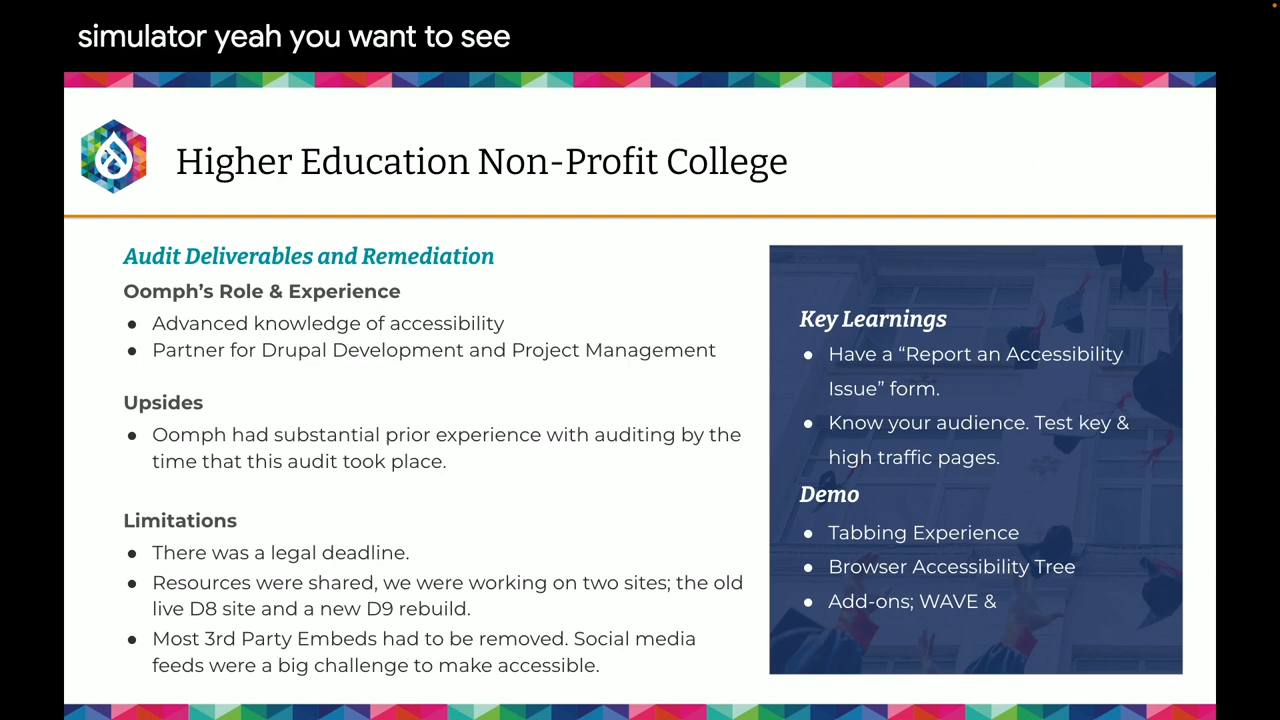 simulator yeah you want to see
Higher Education Non-Profit College
Audit Deliverables and Remediation
Oomph's Role & Experience
● Advanced knowledge of accessibility
● Partner for Drupal Development and Project Management
Upsides
● Oomph had substantial prior experience with auditing by the
time that this audit took place.
Limitations
● There was a legal deadline.
● Resources were shared, we were working on two sites; the old
live D8 site and a new D9 rebuild.
● Most 3rd Party Embeds had to be removed. Social media
feeds were a big challenge to make accessible.
Key Learnings
● Have a “Report an Accessibility
Issue” form.
● Know your audience. Test key &
high traffic pages.
Demo
● Tabbing Experience
● Browser Accessibility Tree
● Add-ons; WAVE &